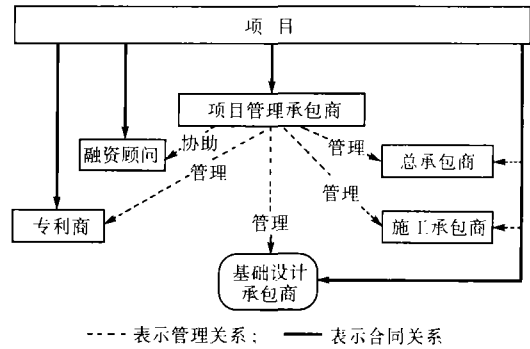 项 目
项目管理承包商
协助
管理
融资顾问
总承包商
管理
管理
专利商
施工承包商
管理
基础设计
承包商
表示管理关系； 表示合同关系